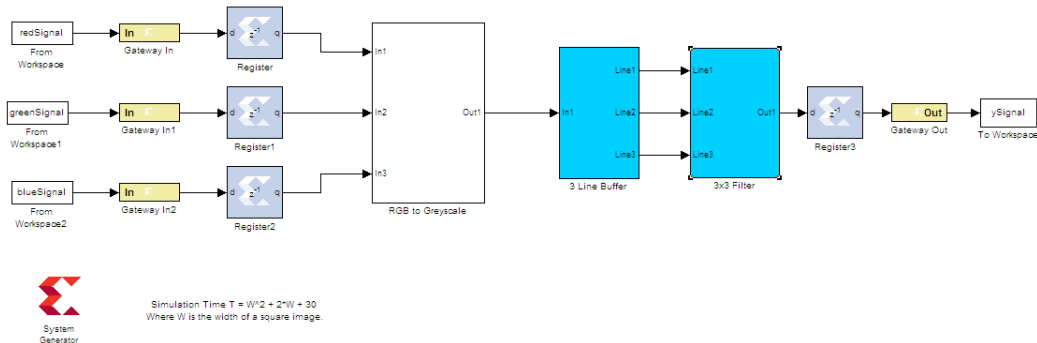 redSignal
From
Workspace
In
Gateway In
d
z-1
q
Register
greenSignal
From
Workspace1
In
Gateway In1
d
z-1
q
Register1
blueSignal
From
Workspace2
In
Gateway In2
d
z-1
q
Register2
In1
In2
In3
Out1
RGB to Greyscale
In1
Line1
Line2
Line3
3 Line Buffer
Line1
Line2
Line3
Out1
3x3 Filter
d
z-1
q
Register3
Out
Gateway Out
ySignal
To Workspace
System
Generator
Simulation Time T = W^2 + 2*W + 30
Where W is the width of a square image.